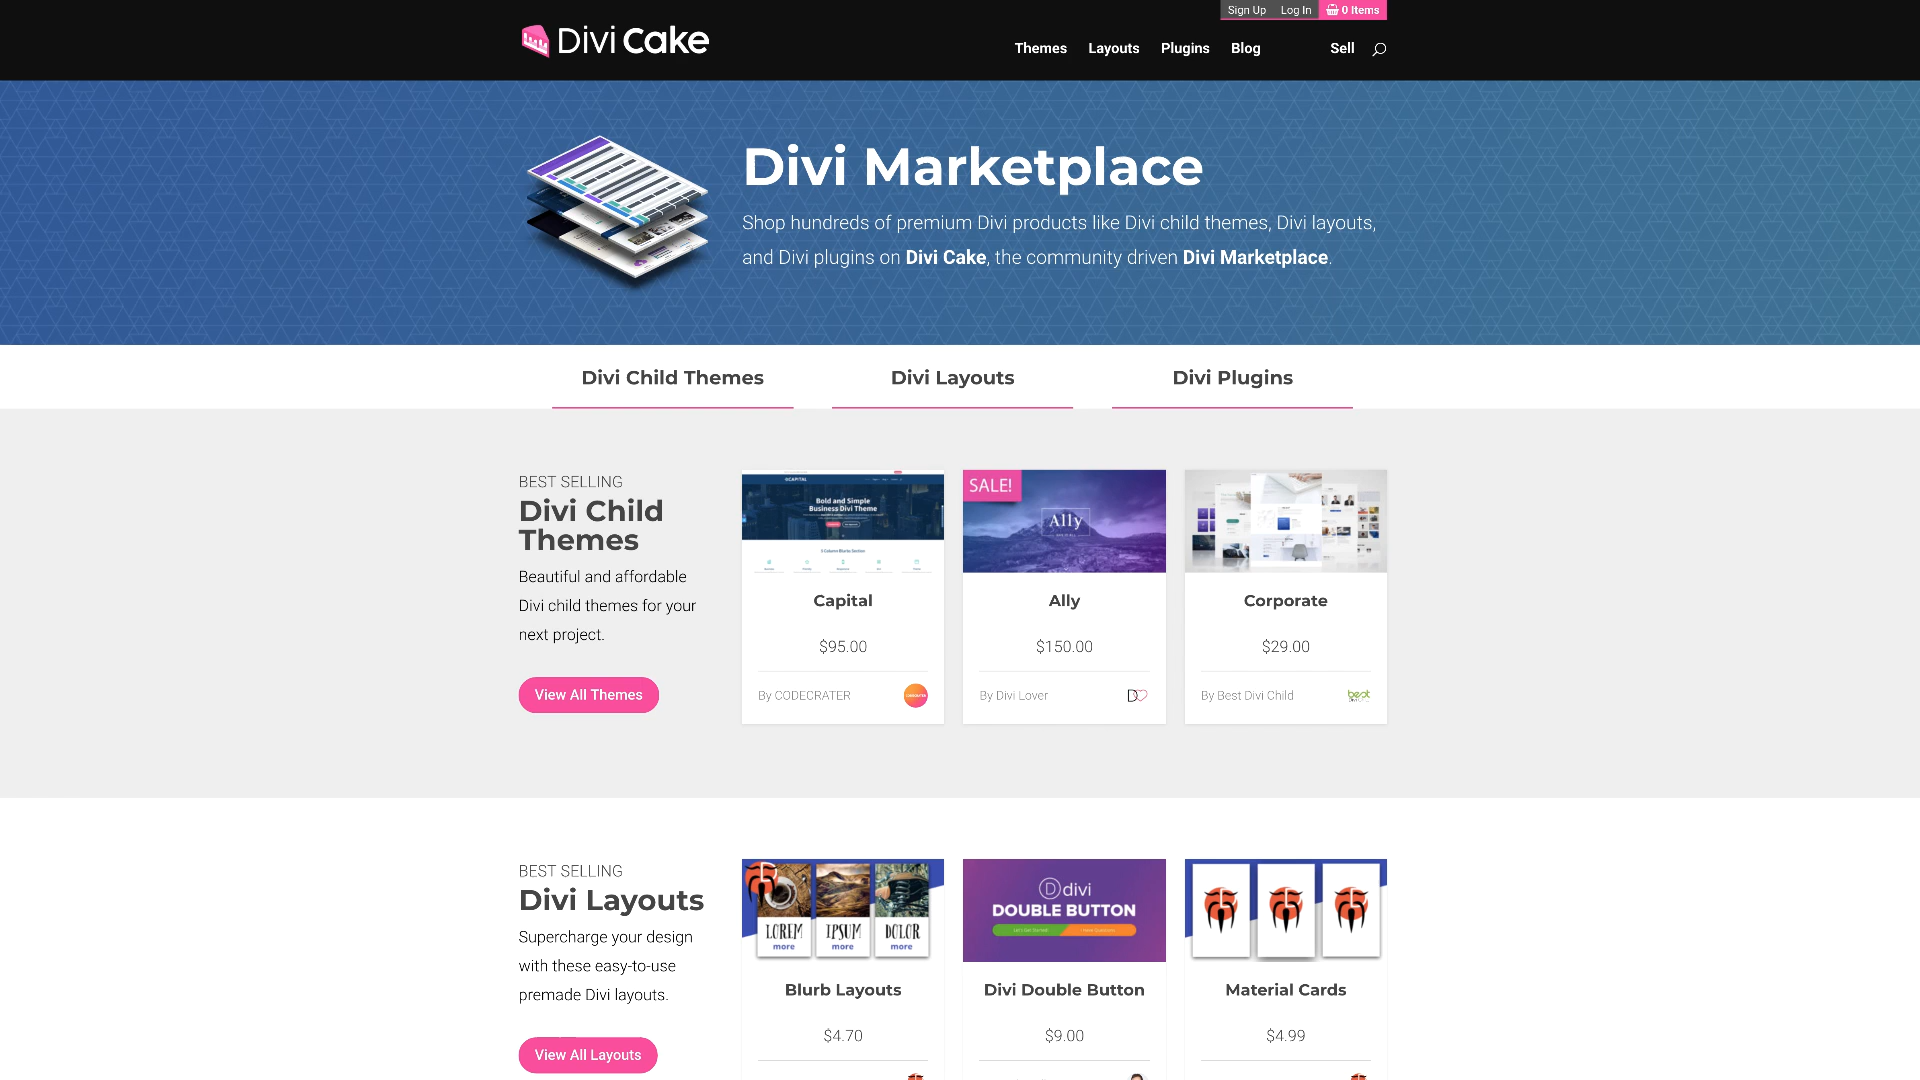 Sign Up Log In 0 Items
Divi Cake
Themes Layouts Plugins Blog Sell
Divi Marketplace
Shop hundreds of premium Divi products like Divi child themes, Divi layouts,
and Divi plugins on Divi Cake, the community driven Divi Marketplace.
Divi Child Themes
Divi Layouts
Divi Plugins
BEST SELLING
Divi Child
Themes
Beautiful and affordable
Divi child themes for your
next project.
View All Themes
CAPITAL
Bold and Simple
Business Divi Theme
Capital
$95.00
By CODECRATER
SALE!
Ally
Ally
$150.00
By Divi Lover
Corporate
$29.00
By Best Divi Child
best
BEST SELLING
Divi Layouts
Supercharge your design
with these easy-to-use
premade Divi layouts.
View All Layouts
LOREM IPSUM DOLOR
more more more
Blurb Layouts
$4.70
divi
DOUBLE BUTTON
Divi Double Button
$9.00
Material Cards
$4.99